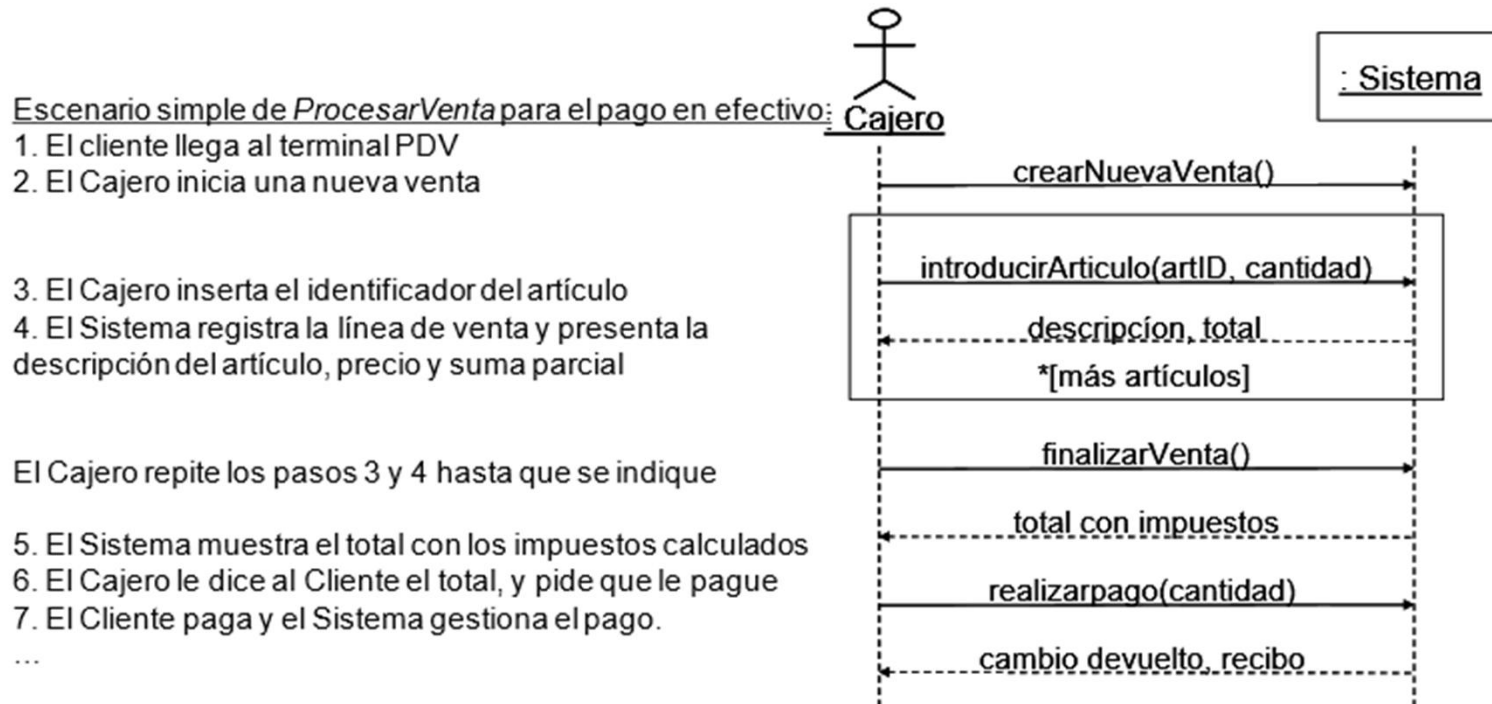 Escenario simple de ProcesarVenta para el pago en efectivo:
1. El cliente llega al terminal PDV
2. El Cajero inicia una nueva venta
3. El Cajero inserta el identificador del artículo
4. El Sistema registra la línea de venta y presenta la
descripción del artículo, precio y suma parcial
El Cajero repite los pasos 3 y 4 hasta que se indique
5. El Sistema muestra el total con los impuestos calculados
6. El Cajero le dice al Cliente el total, y pide que le pague
7. El Cliente paga y el Sistema gestiona el pago.
...
: Cajero
: Sistema
crearNuevaVenta()
introducirArticulo(artID, cantidad)
descripcíon, total
*[más artículos]
finalizarVenta()
total con impuestos
realizarpago(cantidad)
cambio devuelto, recibo